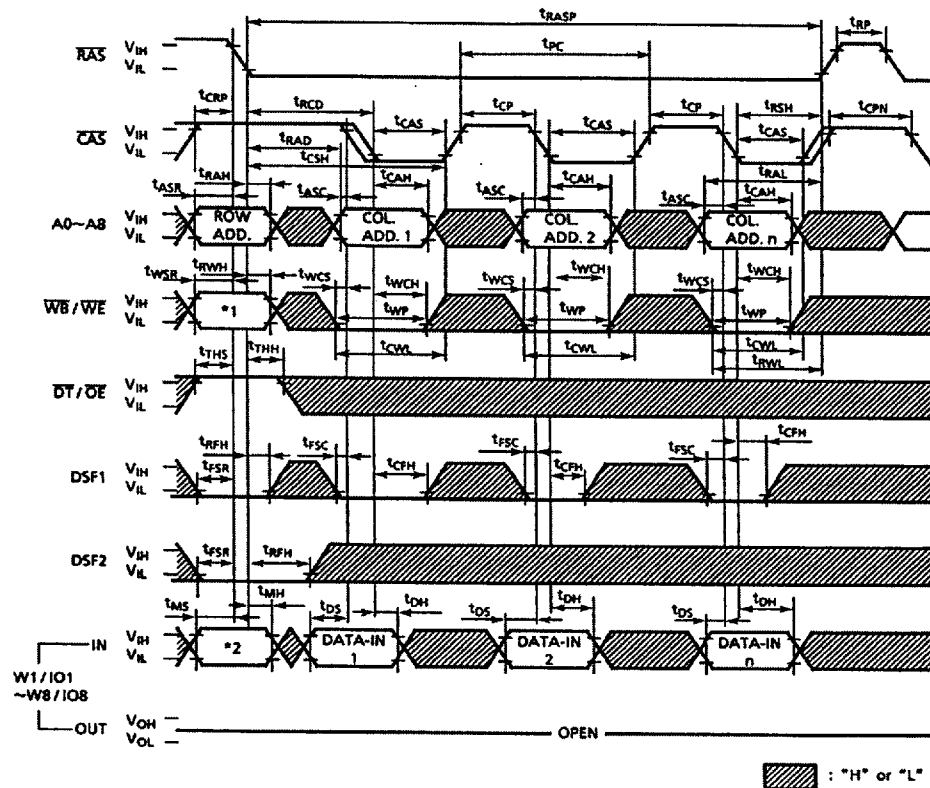 tRASP
tRP
tPC
RAS VIH
VIL
tCRP tRCD tCP tCP tRSH tCPN
CAS VIH
VIL
tCAS tCAS tCAS
tRAD
tCSH
tRAL
tASR tRAH tASC tCAH tASC tCAH tASC tCAH
A0~A8 VIH
VIL
ROW ADD. COL. ADD. 1 COL. ADD. 2 COL. ADD. n
tWSR tRWH tWCS tWCH tWCS tWCH tWCS tWCH
WB/WE VIH
VIL
*1 tWP tWP tWP
tCWL tCWL tCWL
tRWL
tTHS tTHH
DT/OE VIH
VIL
tRFH tFSC tFSC tFSC tCFH
DSF1 VIH
VIL
tFSR tCFH tCFH
DSF2 VIH
VIL
tFSR tRFH
tMS tMH tDS tDH tDS tDH tDS tDH
IN VIH
VIL
*2 DATA-IN 1 DATA-IN 2 DATA-IN n
W1/IO1
~W8/IO8
OUT VOH
VOL
OPEN
: "H" or "L"